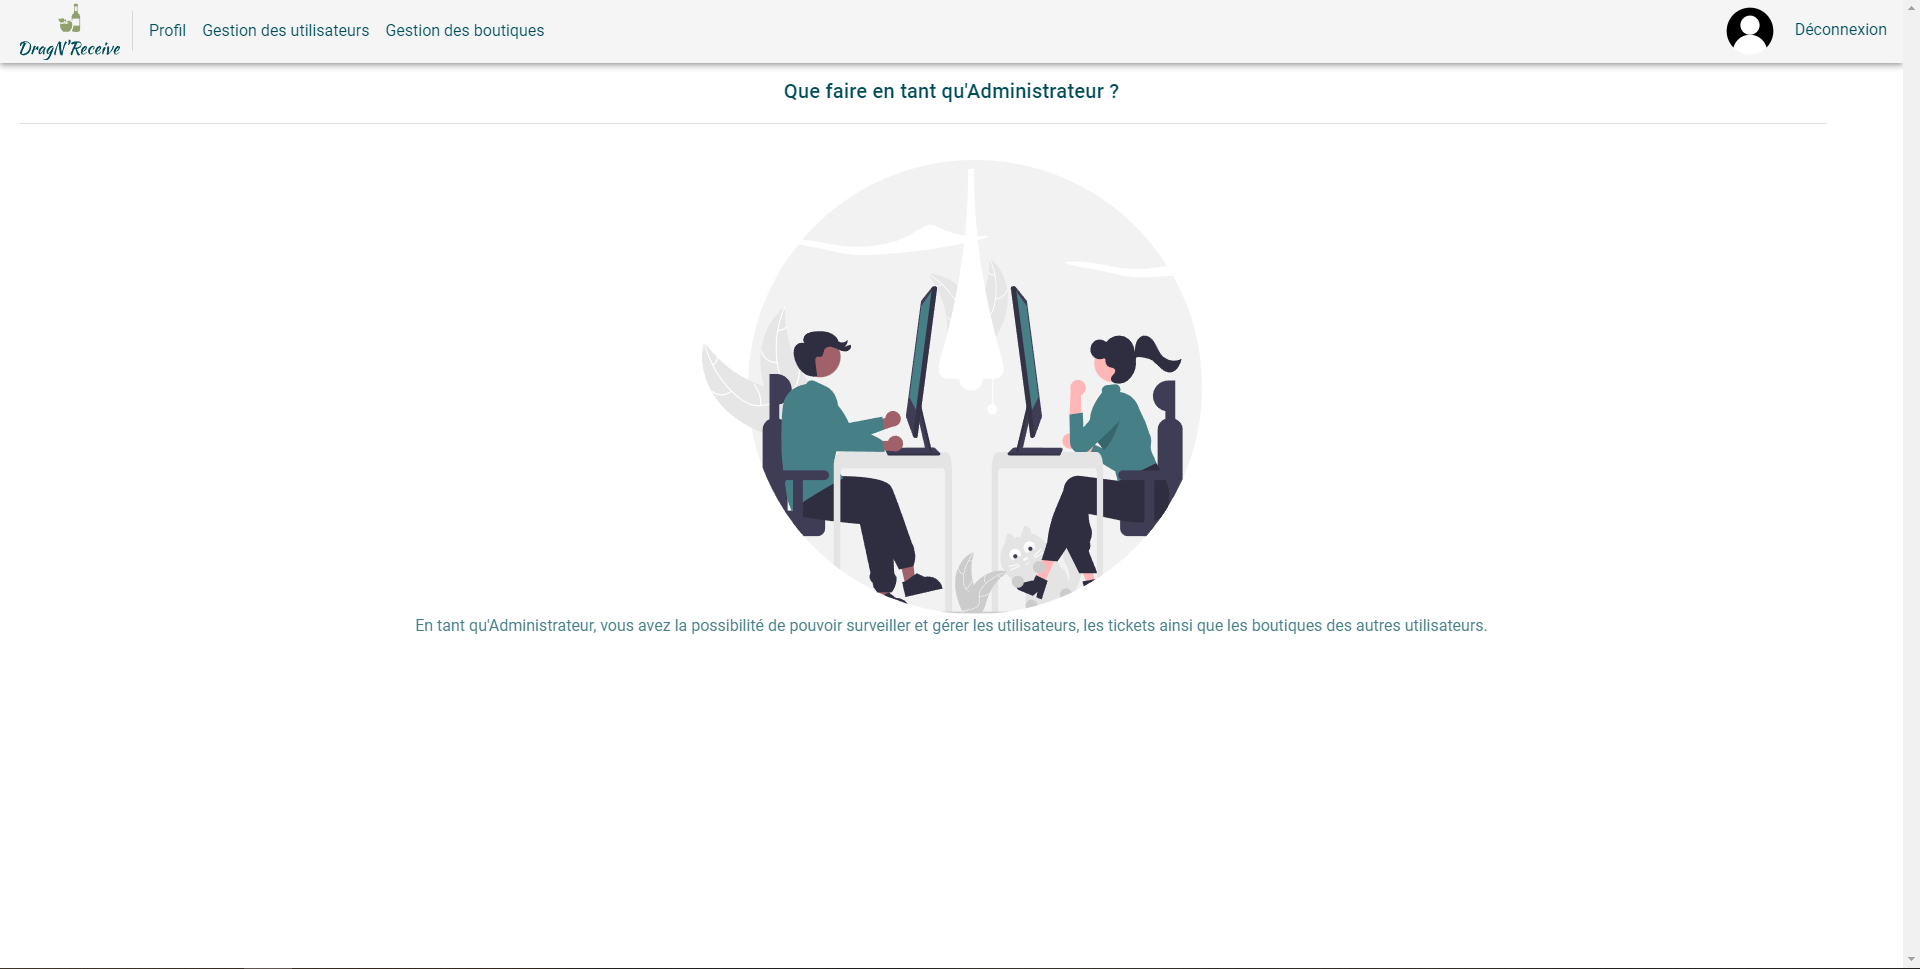 DragN'Receive
Profil Gestion des utilisateurs Gestion des boutiques
Déconnexion
Que faire en tant qu'Administrateur ?
En tant qu'Administrateur, vous avez la possibilité de pouvoir surveiller et gérer les utilisateurs, les tickets ainsi que les boutiques des autres utilisateurs.